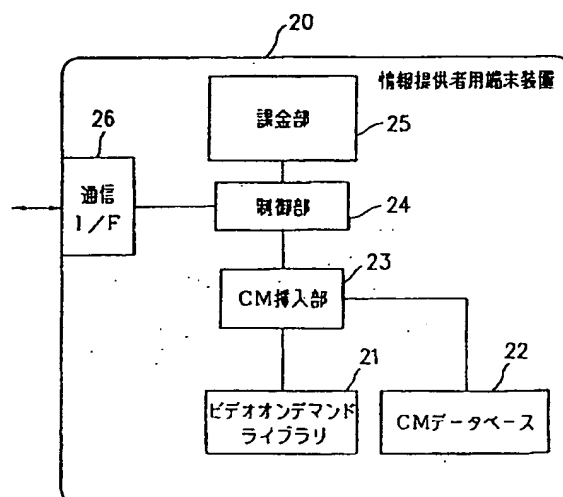 20
情報提供者用端末装置
課金部
25
26
通信
I/F
制御部
24
23
CM挿入部
21
ビデオオンデマンド
ライブラリ
22
CMデータベース